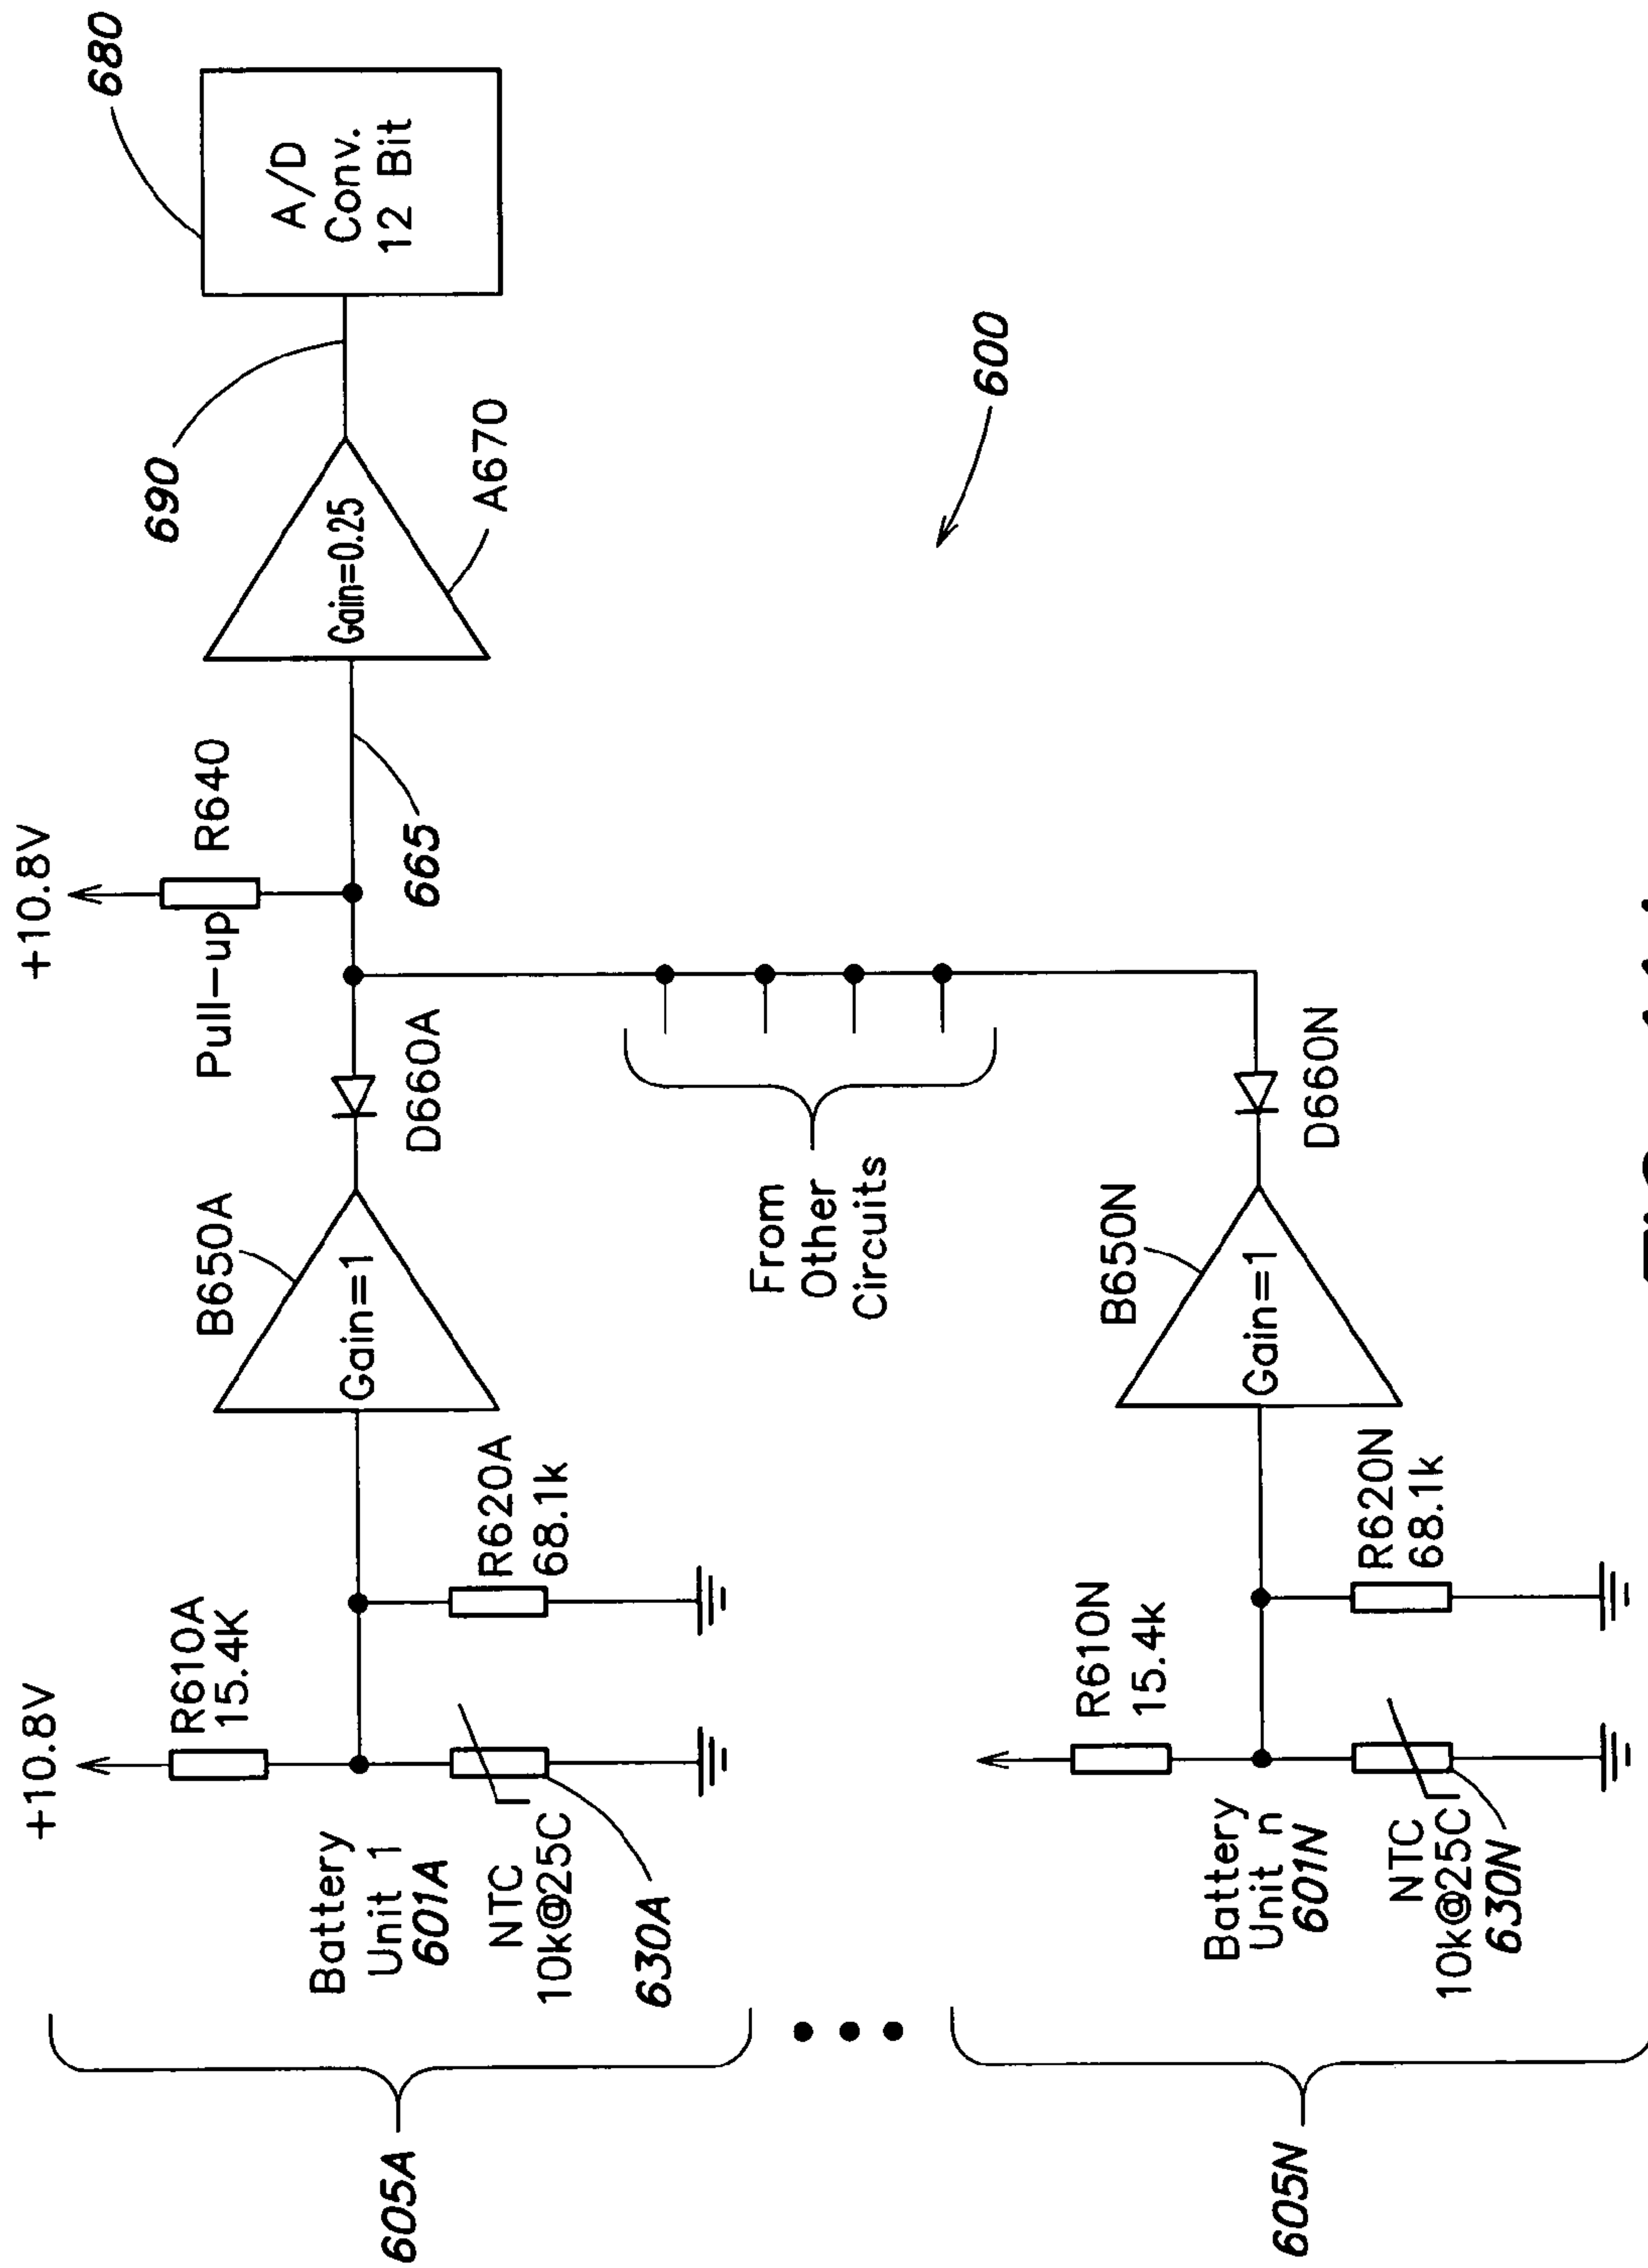 +10.8V
R610A
15.4K
Battery
Unit 1
601A
NTC
10k@25C
630A
R620A
68.1k
605A
B650A
Gain=1
D660A
+10.8V
Pull-up
R640
665
Gain=0.25
A670
690
A/D
Conv.
12 Bit
680
From
Other
Circuits
600
R610N
15.4k
Battery
Unit n
601N
NTC
10k@25C
630N
R620N
68.1k
605N
B650N
Gain=1
D660N